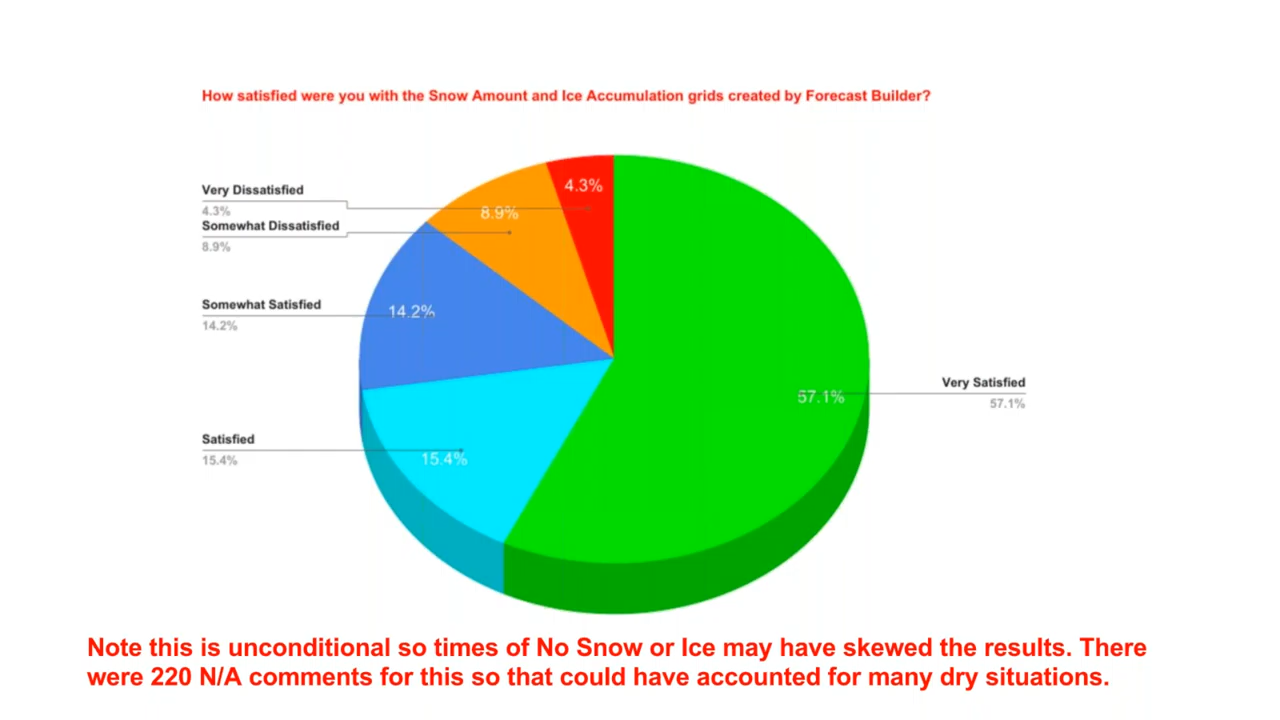 How satisfied were you with the Snow Amount and Ice Accumulation grids created by Forecast Builder?
Very Dissatisfied
4.3%
Somewhat Dissatisfied
8.9%
Somewhat Satisfied
14.2%
Satisfied
15.4%
4.3%
8.9%
14.2%
15.4%
57.1%
Very Satisfied
57.1%
Note this is unconditional so times of No Snow or Ice may have skewed the results. There
were 220 N/A comments for this so that could have accounted for many dry situations.